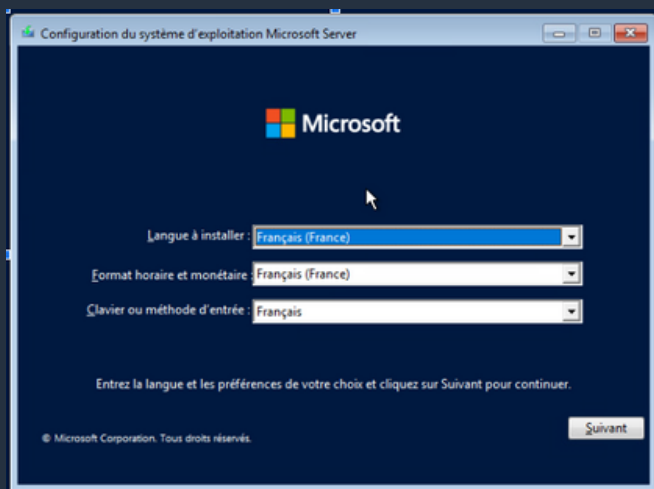 Configuration du système d'exploitation Microsoft Server
Microsoft
Langue à installer : Français (France)
Format horaire et monétaire : Français (France)
Clavier ou méthode d'entrée : Français
Entrez la langue et les préférences de votre choix et cliquez sur Suivant pour continuer.
Suivant
© Microsoft Corporation. Tous droits réservés.